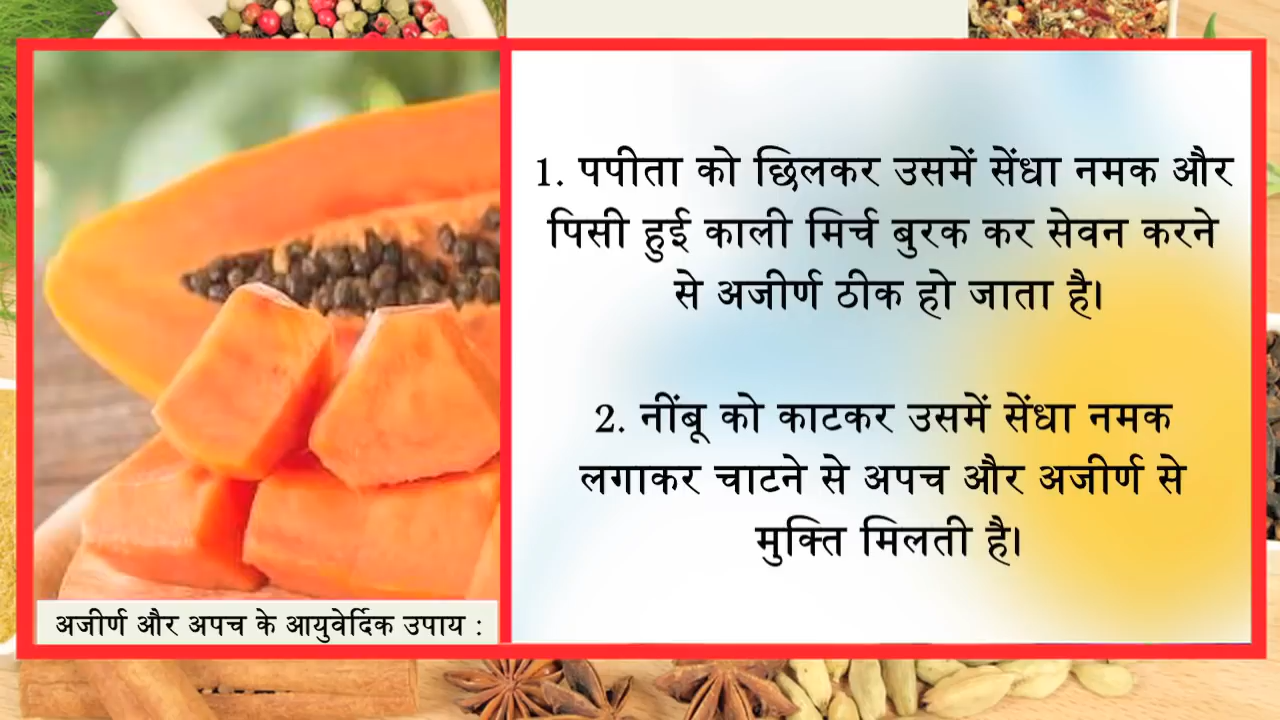 1. पपीता को छिलकर उसमें सेंधा नमक और
पिसी हुई काली मिर्च बुरक कर सेवन करने
से अजीर्ण ठीक हो जाता है।
2. नींबू को काटकर उसमें सेंधा नमक
लगाकर चाटने से अपच और अजीर्ण से
मुक्ति मिलती है।
अजीर्ण और अपच के आयुवेर्दिक उपाय :